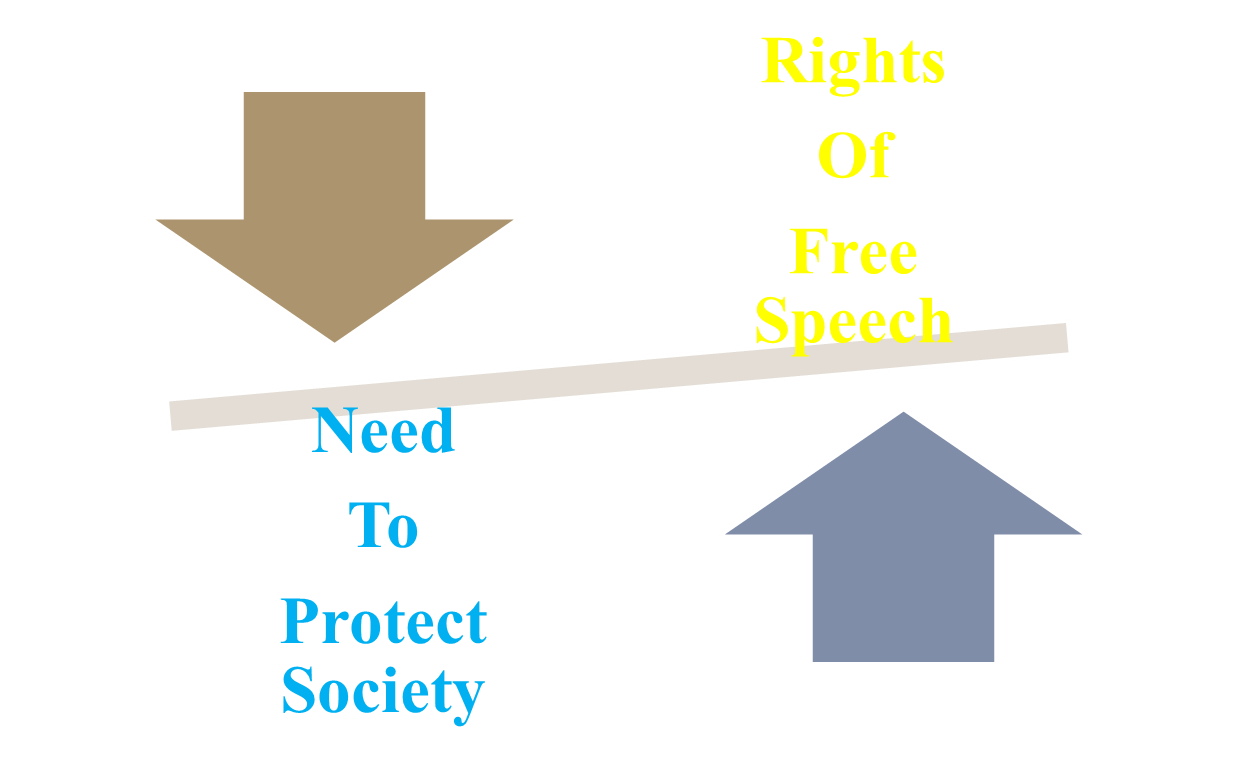 Rights
Of
Free
Speech
Need
To
Protect
Society